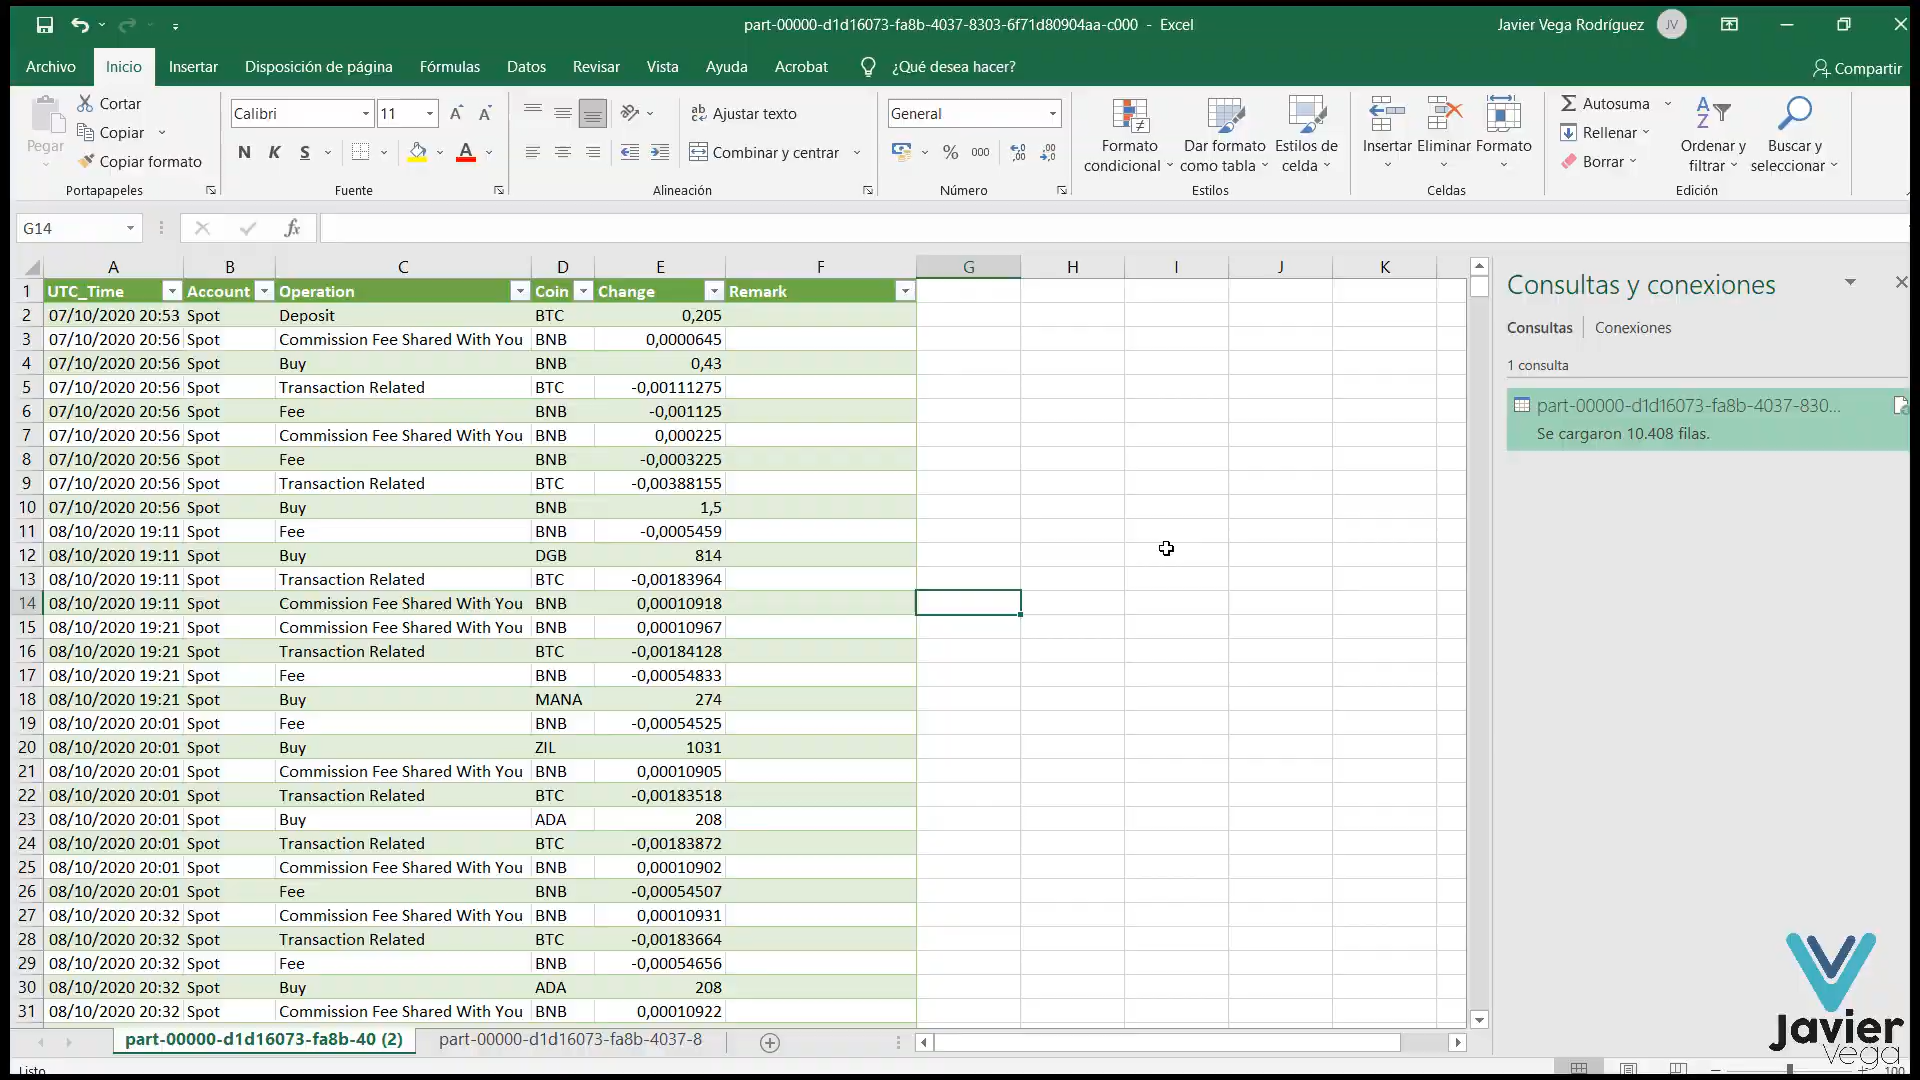 part-00000-d1d16073-fa8b-4037-8303-6f71d80904aa-c000 - Excel
Javier Vega Rodríguez JV
Archivo Inicio Insertar Disposición de página Fórmulas Datos Revisar Vista Ayuda Acrobat ¿Qué desea hacer? Compartir
Pegar
Cortar
Copiar
Copiar formato
Portapapeles
Calibri 11
N K S
Fuente
Ajustar texto
Combinar y centrar
Alineación
General
% 000
Número
Formato condicional
Dar formato como tabla
Estilos de celda
Estilos
Insertar Eliminar Formato
Celdas
Autosuma
Rellenar
Borrar
Ordenar y filtrar
Buscar y seleccionar
Edición
G14 fx
A B C D E F G H I J K
1 UTC_Time Account Operation Coin Change Remark
2 07/10/2020 20:53 Spot Deposit BTC 0,205
3 07/10/2020 20:56 Spot Commission Fee Shared With You BNB 0,0000645
4 07/10/2020 20:56 Spot Buy BNB 0,43
5 07/10/2020 20:56 Spot Transaction Related BTC -0,00111275
6 07/10/2020 20:56 Spot Fee BNB -0,001125
7 07/10/2020 20:56 Spot Commission Fee Shared With You BNB 0,000225
8 07/10/2020 20:56 Spot Fee BNB -0,0003225
9 07/10/2020 20:56 Spot Transaction Related BTC -0,00388155
10 07/10/2020 20:56 Spot Buy BNB 1,5
11 08/10/2020 19:11 Spot Fee BNB -0,0005459
12 08/10/2020 19:11 Spot Buy DGB 814
13 08/10/2020 19:11 Spot Transaction Related BTC -0,00183964
14 08/10/2020 19:11 Spot Commission Fee Shared With You BNB 0,00010918
15 08/10/2020 19:21 Spot Commission Fee Shared With You BNB 0,00010967
16 08/10/2020 19:21 Spot Transaction Related BTC -0,00184128
17 08/10/2020 19:21 Spot Fee BNB -0,00054833
18 08/10/2020 19:21 Spot Buy MANA 274
19 08/10/2020 20:01 Spot Fee BNB -0,00054525
20 08/10/2020 20:01 Spot Buy ZIL 1031
21 08/10/2020 20:01 Spot Commission Fee Shared With You BNB 0,00010905
22 08/10/2020 20:01 Spot Transaction Related BTC -0,00183518
23 08/10/2020 20:01 Spot Buy ADA 208
24 08/10/2020 20:01 Spot Transaction Related BTC -0,00183872
25 08/10/2020 20:01 Spot Commission Fee Shared With You BNB 0,00010902
26 08/10/2020 20:01 Spot Fee BNB -0,00054507
27 08/10/2020 20:32 Spot Commission Fee Shared With You BNB 0,00010931
28 08/10/2020 20:32 Spot Transaction Related BTC -0,00183664
29 08/10/2020 20:32 Spot Fee BNB -0,00054656
30 08/10/2020 20:32 Spot Buy ADA 208
31 08/10/2020 20:32 Spot Commission Fee Shared With You BNB 0,00010922
Consultas y conexiones
Consultas Conexiones
1 consulta
part-00000-d1d16073-fa8b-4037-830...
Se cargaron 10.408 filas.
part-00000-d1d16073-fa8b-40 (2) part-00000-d1d16073-fa8b-4037-8
Listo
Javier
Vega